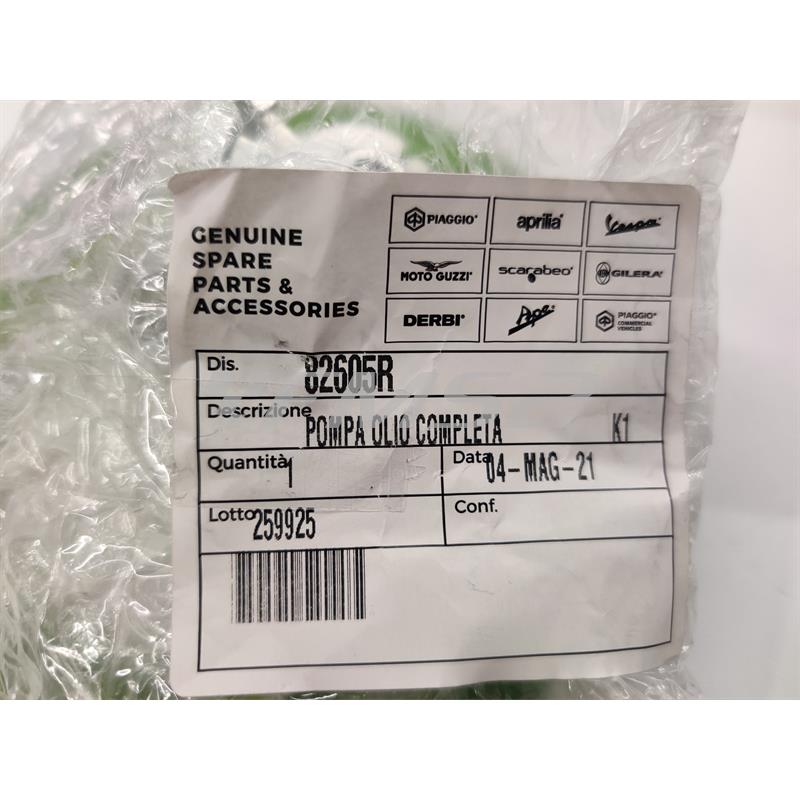 GENUINE
SPARE
PARTS &
ACCESSORIES
PIAGGIO® aprilia® Vespa®
MOTO GUZZI® scarabeo® GILERA®
DERBI® Ape® PIAGGIO®
COMMERCIAL
VEHICLES
Dis. 82605R
Descrizione POMPA OLIO COMPLETA K1
Quantità 1 Data 04-MAG-21
Lotto 259925 Conf.